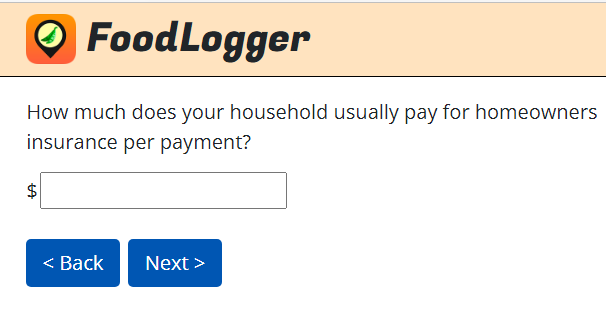 FoodLogger
How much does your household usually pay for homeowners
insurance per payment?
$
< Back
Next >